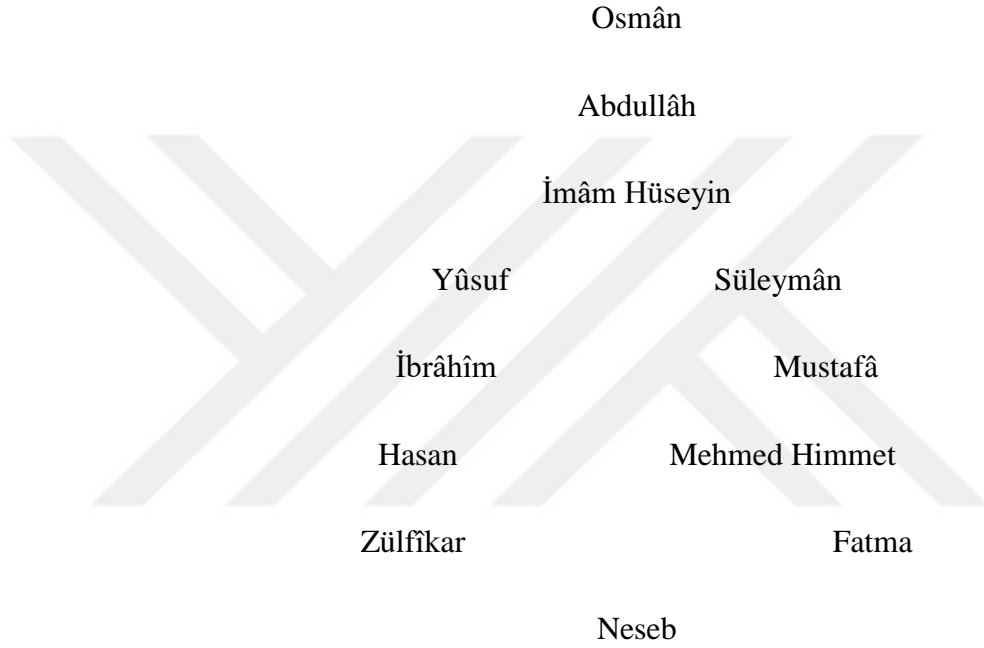 Osmân
Abdullâh
İmâm Hüseyin
Yûsuf Süleymân
İbrâhîm Mustafâ
Hasan Mehmed Himmet
Zülfîkar Fatma
Neseb